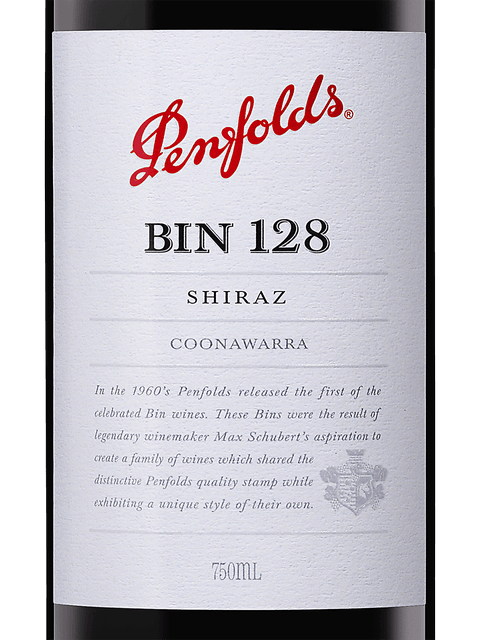 Penfolds®
BIN 128
SHIRAZ
COONAWARRA
In the 1960's Penfolds released the first of the
celebrated Bin wines. These Bins were the result of
legendary winemaker Max Schubert's aspiration to
create a family of wines which shared the
distinctive Penfolds quality stamp while
exhibiting a unique style of their own.
750ML